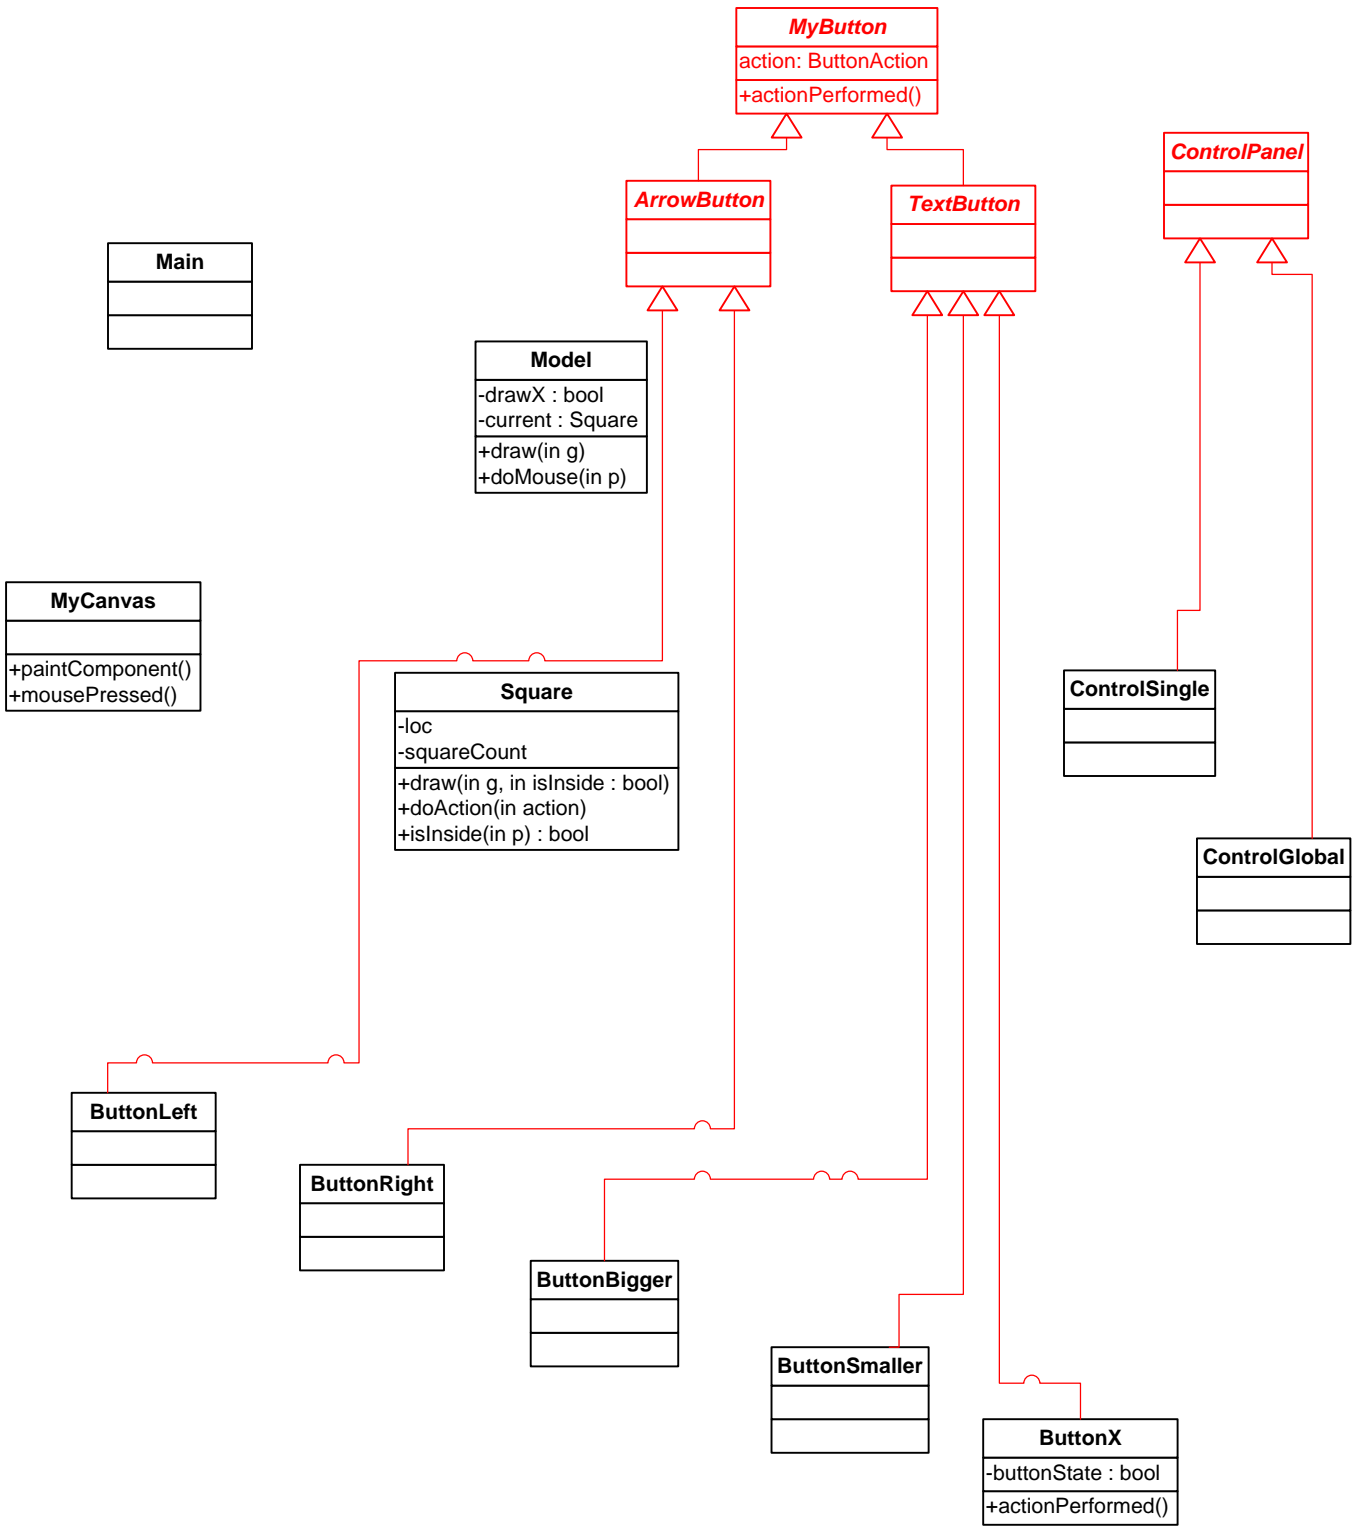 MyButton
action: ButtonAction
+actionPerformed()
ControlPanel
ArrowButton
TextButton
Main
Model
-drawX : bool
-current : Square
+draw(in g)
+doMouse(in p)
MyCanvas
+paintComponent()
+mousePressed()
Square
-loc
-squareCount
+draw(in g, in isInside : bool)
+doAction(in action)
+isInside(in p) : bool
ControlSingle
ControlGlobal
ButtonLeft
ButtonRight
ButtonBigger
ButtonSmaller
ButtonX
-buttonState : bool
+actionPerformed()